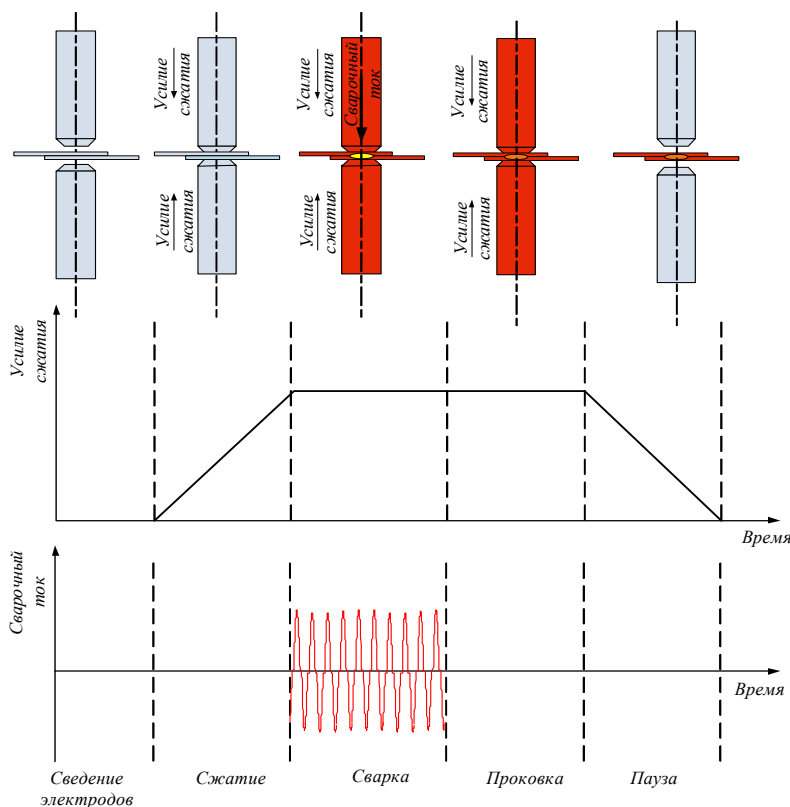 Усилие
сжатия
Усилие
сжатия
Сварочный
ток
Усилие
сжатия
Усилие
сжатия
Усилие
сжатия
Усилие
сжатия
Усилие
сжатия
Время
Сварочный
ток
Время
Сведение
электродов
Сжатие
Сварка
Проковка
Пауза